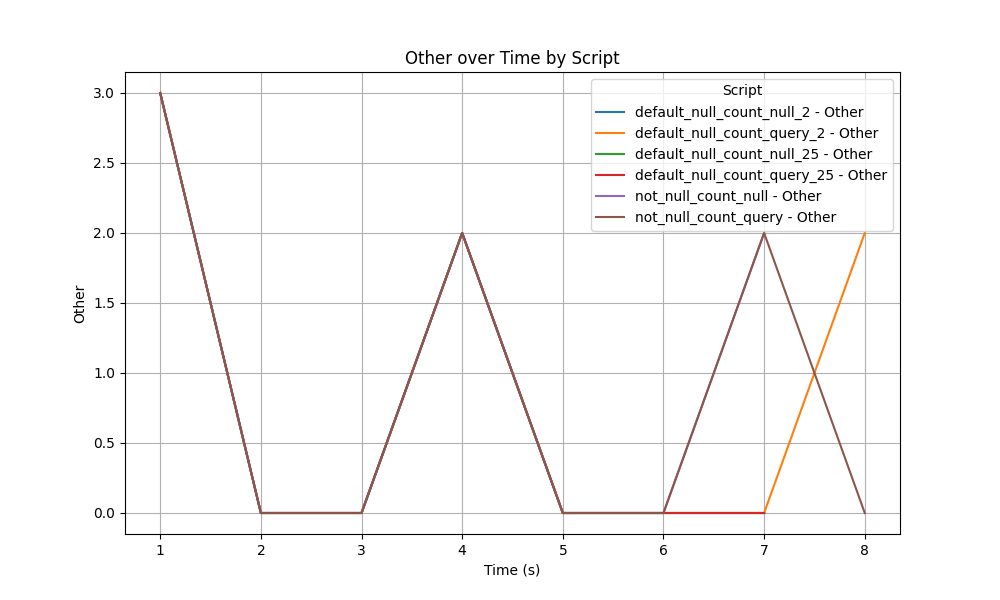 Other over Time by Script
Script
default_null_count_null_2 - Other
default_null_count_query_2 - Other
default_null_count_null_25 - Other
default_null_count_query_25 - Other
not_null_count_null - Other
not_null_count_query - Other
3.0
2.5
2.0
1.5
1.0
0.5
0.0
Other
1 2 3 4 5 6 7 8
Time (s)